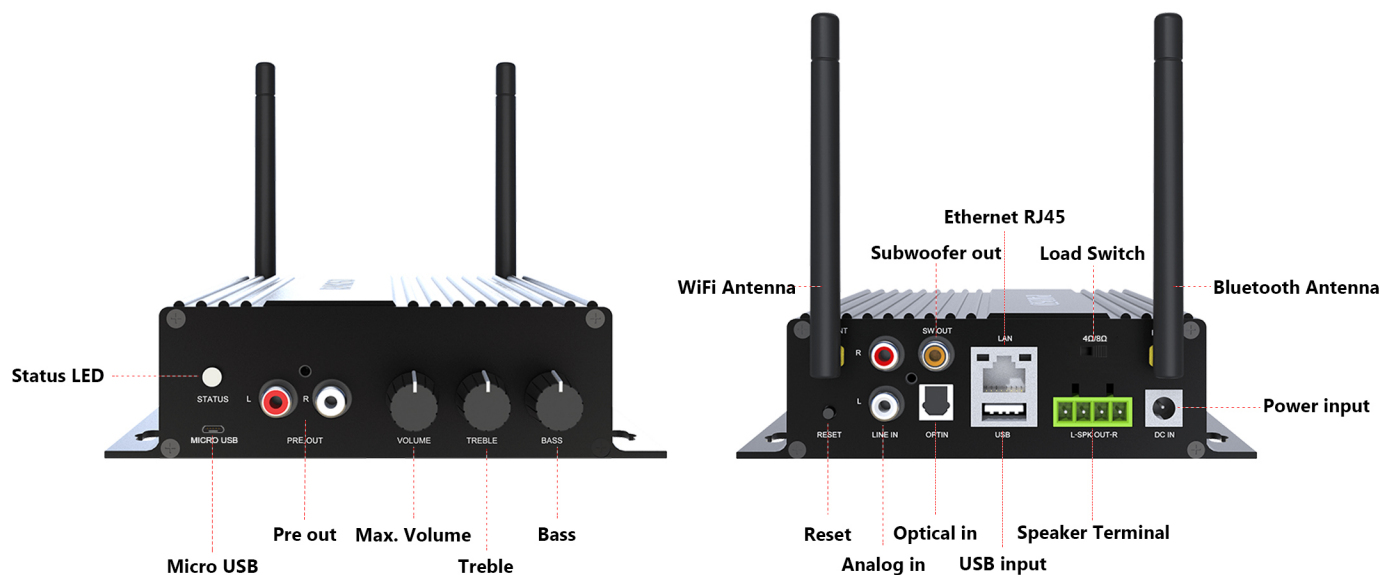 Status LED
STATUS
MICRO USB
L
R
PRE OUT
VOLUME
TREBLE
BASS
Pre out
Max. Volume
Bass
Micro USB
Treble
Ethernet RJ45
Subwoofer out
Load Switch
WiFi Antenna
Bluetooth Antenna
SW OUT
LAN
4Ω/8Ω
R
L
Power input
RESET
LINE IN
OPTIN
USB
L-SPK OUT-R
DC IN
Reset
Optical in
Speaker Terminal
Analog in
USB input